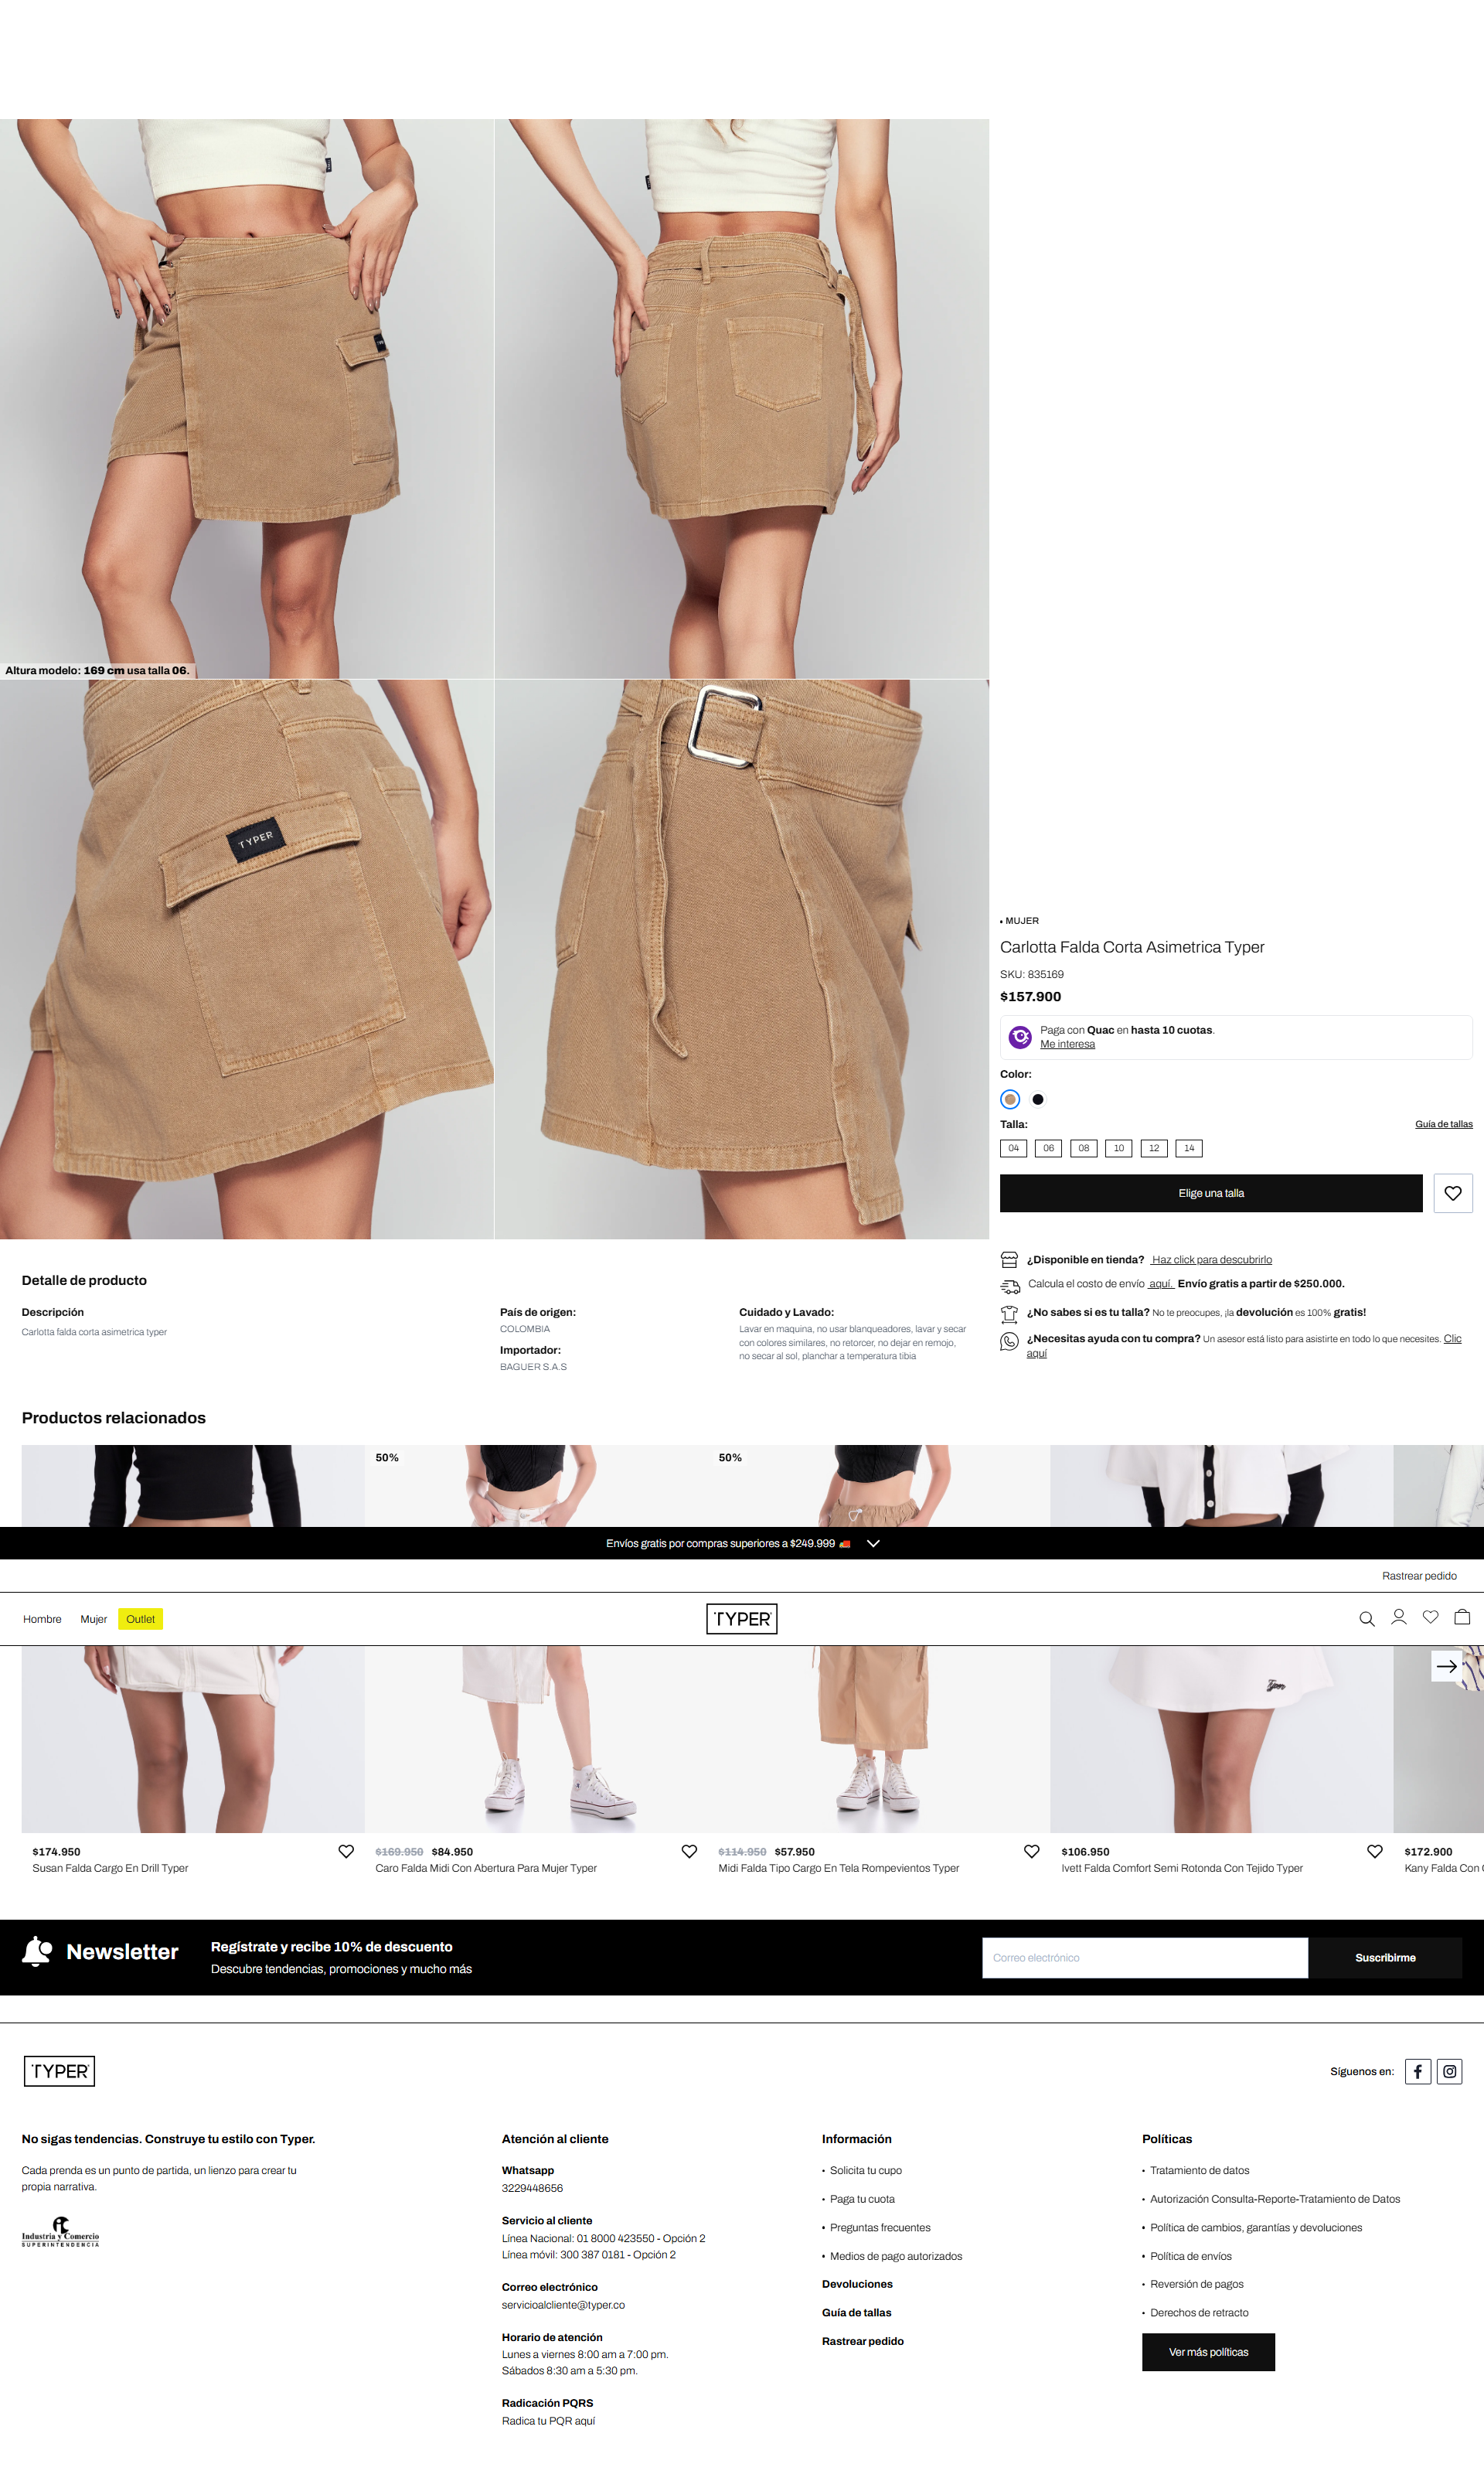 Altura modelo: 169 cm usa talla 06.
TYPER
• MUJER
Carlotta Falda Corta Asimetrica Typer
SKU: 835169
$157.900
Paga con Quac en hasta 10 cuotas.
Me interesa
Color:
Talla:
Guía de tallas
04 06 08 10 12 14
Elige una talla
¿Disponible en tienda? Haz click para descubrirlo
Calcula el costo de envío aquí. Envío gratis a partir de $250.000.
¿No sabes si es tu talla? No te preocupes, ¡la devolución es 100% gratis!
¿Necesitas ayuda con tu compra? Un asesor está listo para asistirte en todo lo que necesites. Clic
aquí
Detalle de producto
Descripción
Carlotta falda corta asimetrica typer
País de origen:
COLOMBIA
Importador:
BAGUER S.A.S
Cuidado y Lavado:
Lavar en maquina, no usar blanqueadores, lavar y secar
con colores similares, no retorcer, no dejar en remojo,
no secar al sol, planchar a temperatura tibia
Productos relacionados
50%
50%
Envíos gratis por compras superiores a $249.999
Rastrear pedido
Hombre Mujer Outlet
TYPER
$174.950
Susan Falda Cargo En Drill Typer
$169.950 $84.950
Caro Falda Midi Con Abertura Para Mujer Typer
$114.950 $57.950
Midi Falda Tipo Cargo En Tela Rompevientos Typer
$106.950
Ivett Falda Comfort Semi Rotonda Con Tejido Typer
$172.900
Kany Falda Con
Newsletter
Regístrate y recibe 10% de descuento
Descubre tendencias, promociones y mucho más
Correo electrónico
Suscribirme
TYPER
Síguenos en:
No sigas tendencias. Construye tu estilo con Typer.
Cada prenda es un punto de partida, un lienzo para crear tu
propia narrativa.
Industria y Comercio
SUPERINTENDENCIA
Atención al cliente
Whatsapp
3229448656
Servicio al cliente
Línea Nacional: 01 8000 423550 - Opción 2
Línea móvil: 300 387 0181 - Opción 2
Correo electrónico
servicioalcliente@typer.co
Horario de atención
Lunes a viernes 8:00 am a 7:00 pm.
Sábados 8:30 am a 5:30 pm.
Radicación PQRS
Radica tu PQR aquí
Información
• Solicita tu cupo
• Paga tu cuota
• Preguntas frecuentes
• Medios de pago autorizados
Devoluciones
Guía de tallas
Rastrear pedido
Políticas
• Tratamiento de datos
• Autorización Consulta-Reporte-Tratamiento de Datos
• Política de cambios, garantías y devoluciones
• Política de envíos
• Reversión de pagos
• Derechos de retracto
Ver más políticas